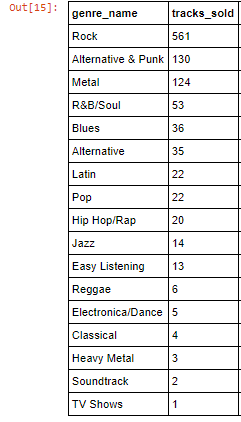 Out[15]:
genre_name tracks_sold
Rock 561
Alternative & Punk 130
Metal 124
R&B/Soul 53
Blues 36
Alternative 35
Latin 22
Pop 22
Hip Hop/Rap 20
Jazz 14
Easy Listening 13
Reggae 6
Electronica/Dance 5
Classical 4
Heavy Metal 3
Soundtrack 2
TV Shows 1